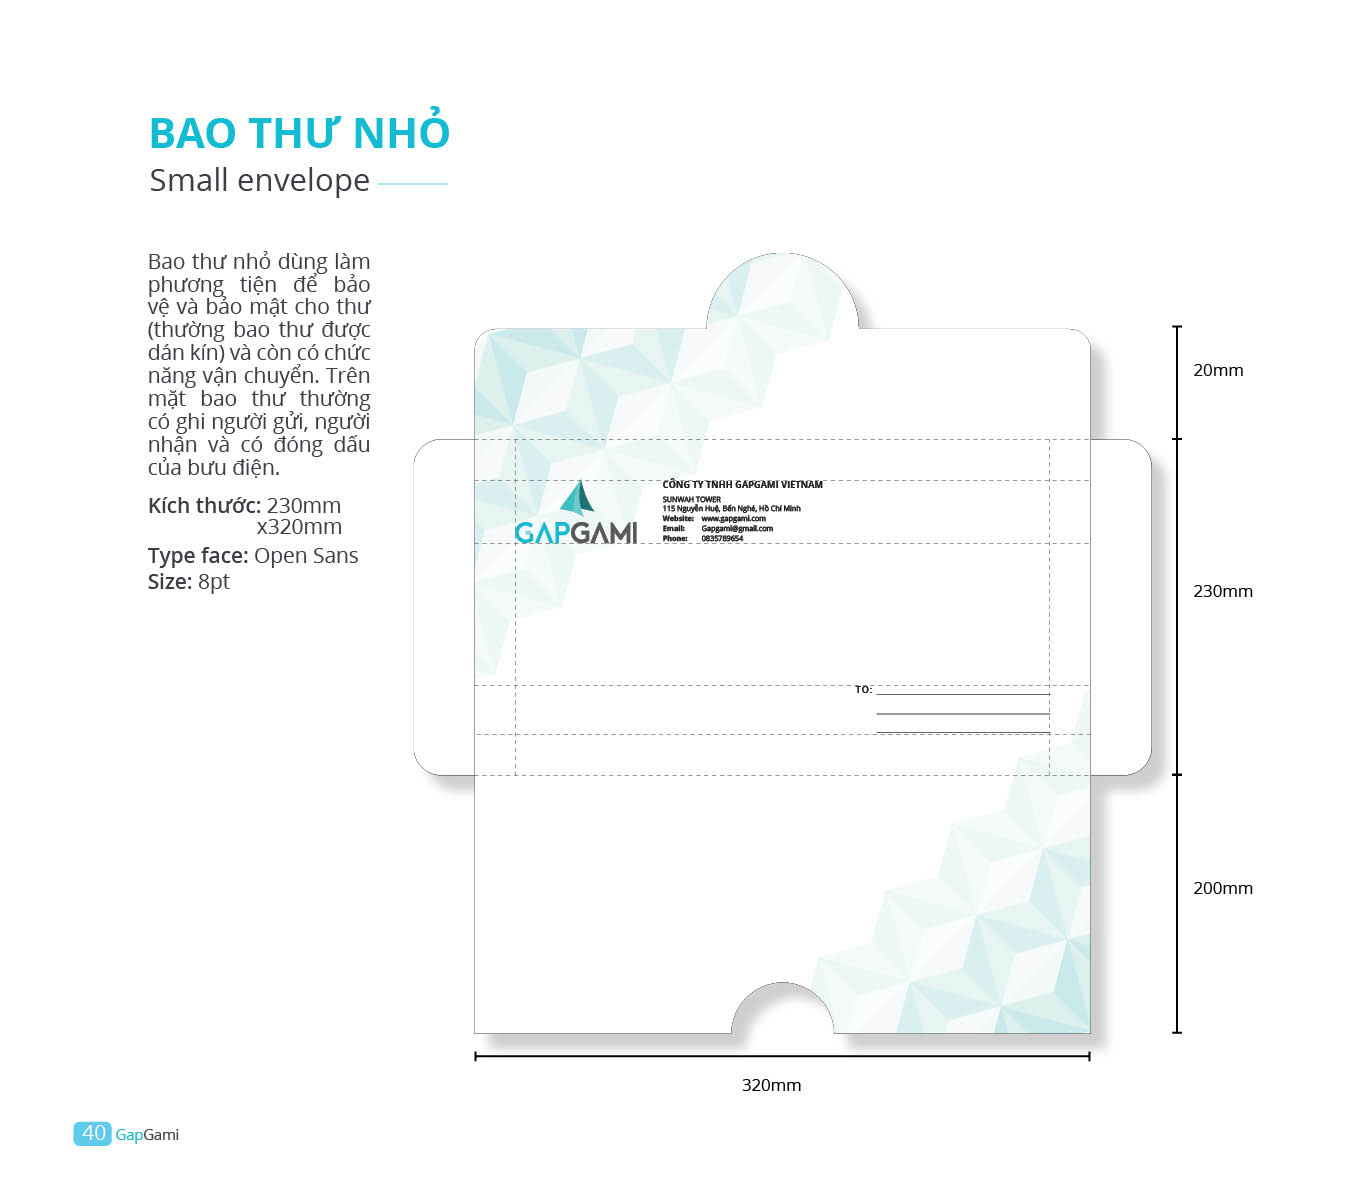 BAO THƯ NHỎ
Small envelope
Bao thư nhỏ dùng làm
phương tiện để bảo
vệ và bảo mật cho thư
(thường bao thư được
dán kín) và còn có chức
năng vận chuyển. Trên
mặt bao thư thường
có ghi người gửi, người
nhận và có đóng dấu
của bưu điện.
Kích thước: 230mm
x320mm
Type face: Open Sans
Size: 8pt
GAPGAMI
CÔNG TY TNHH GAPGAMI VIETNAM
SUNWAH TOWER
115 Nguyễn Huệ, Bến Nghé, Hồ Chí Minh
Website: www.gapgami.com
Email: Gapgami@gmail.com
Phone: 0835789654
TO:
20mm
230mm
200mm
320mm
40 GapGami